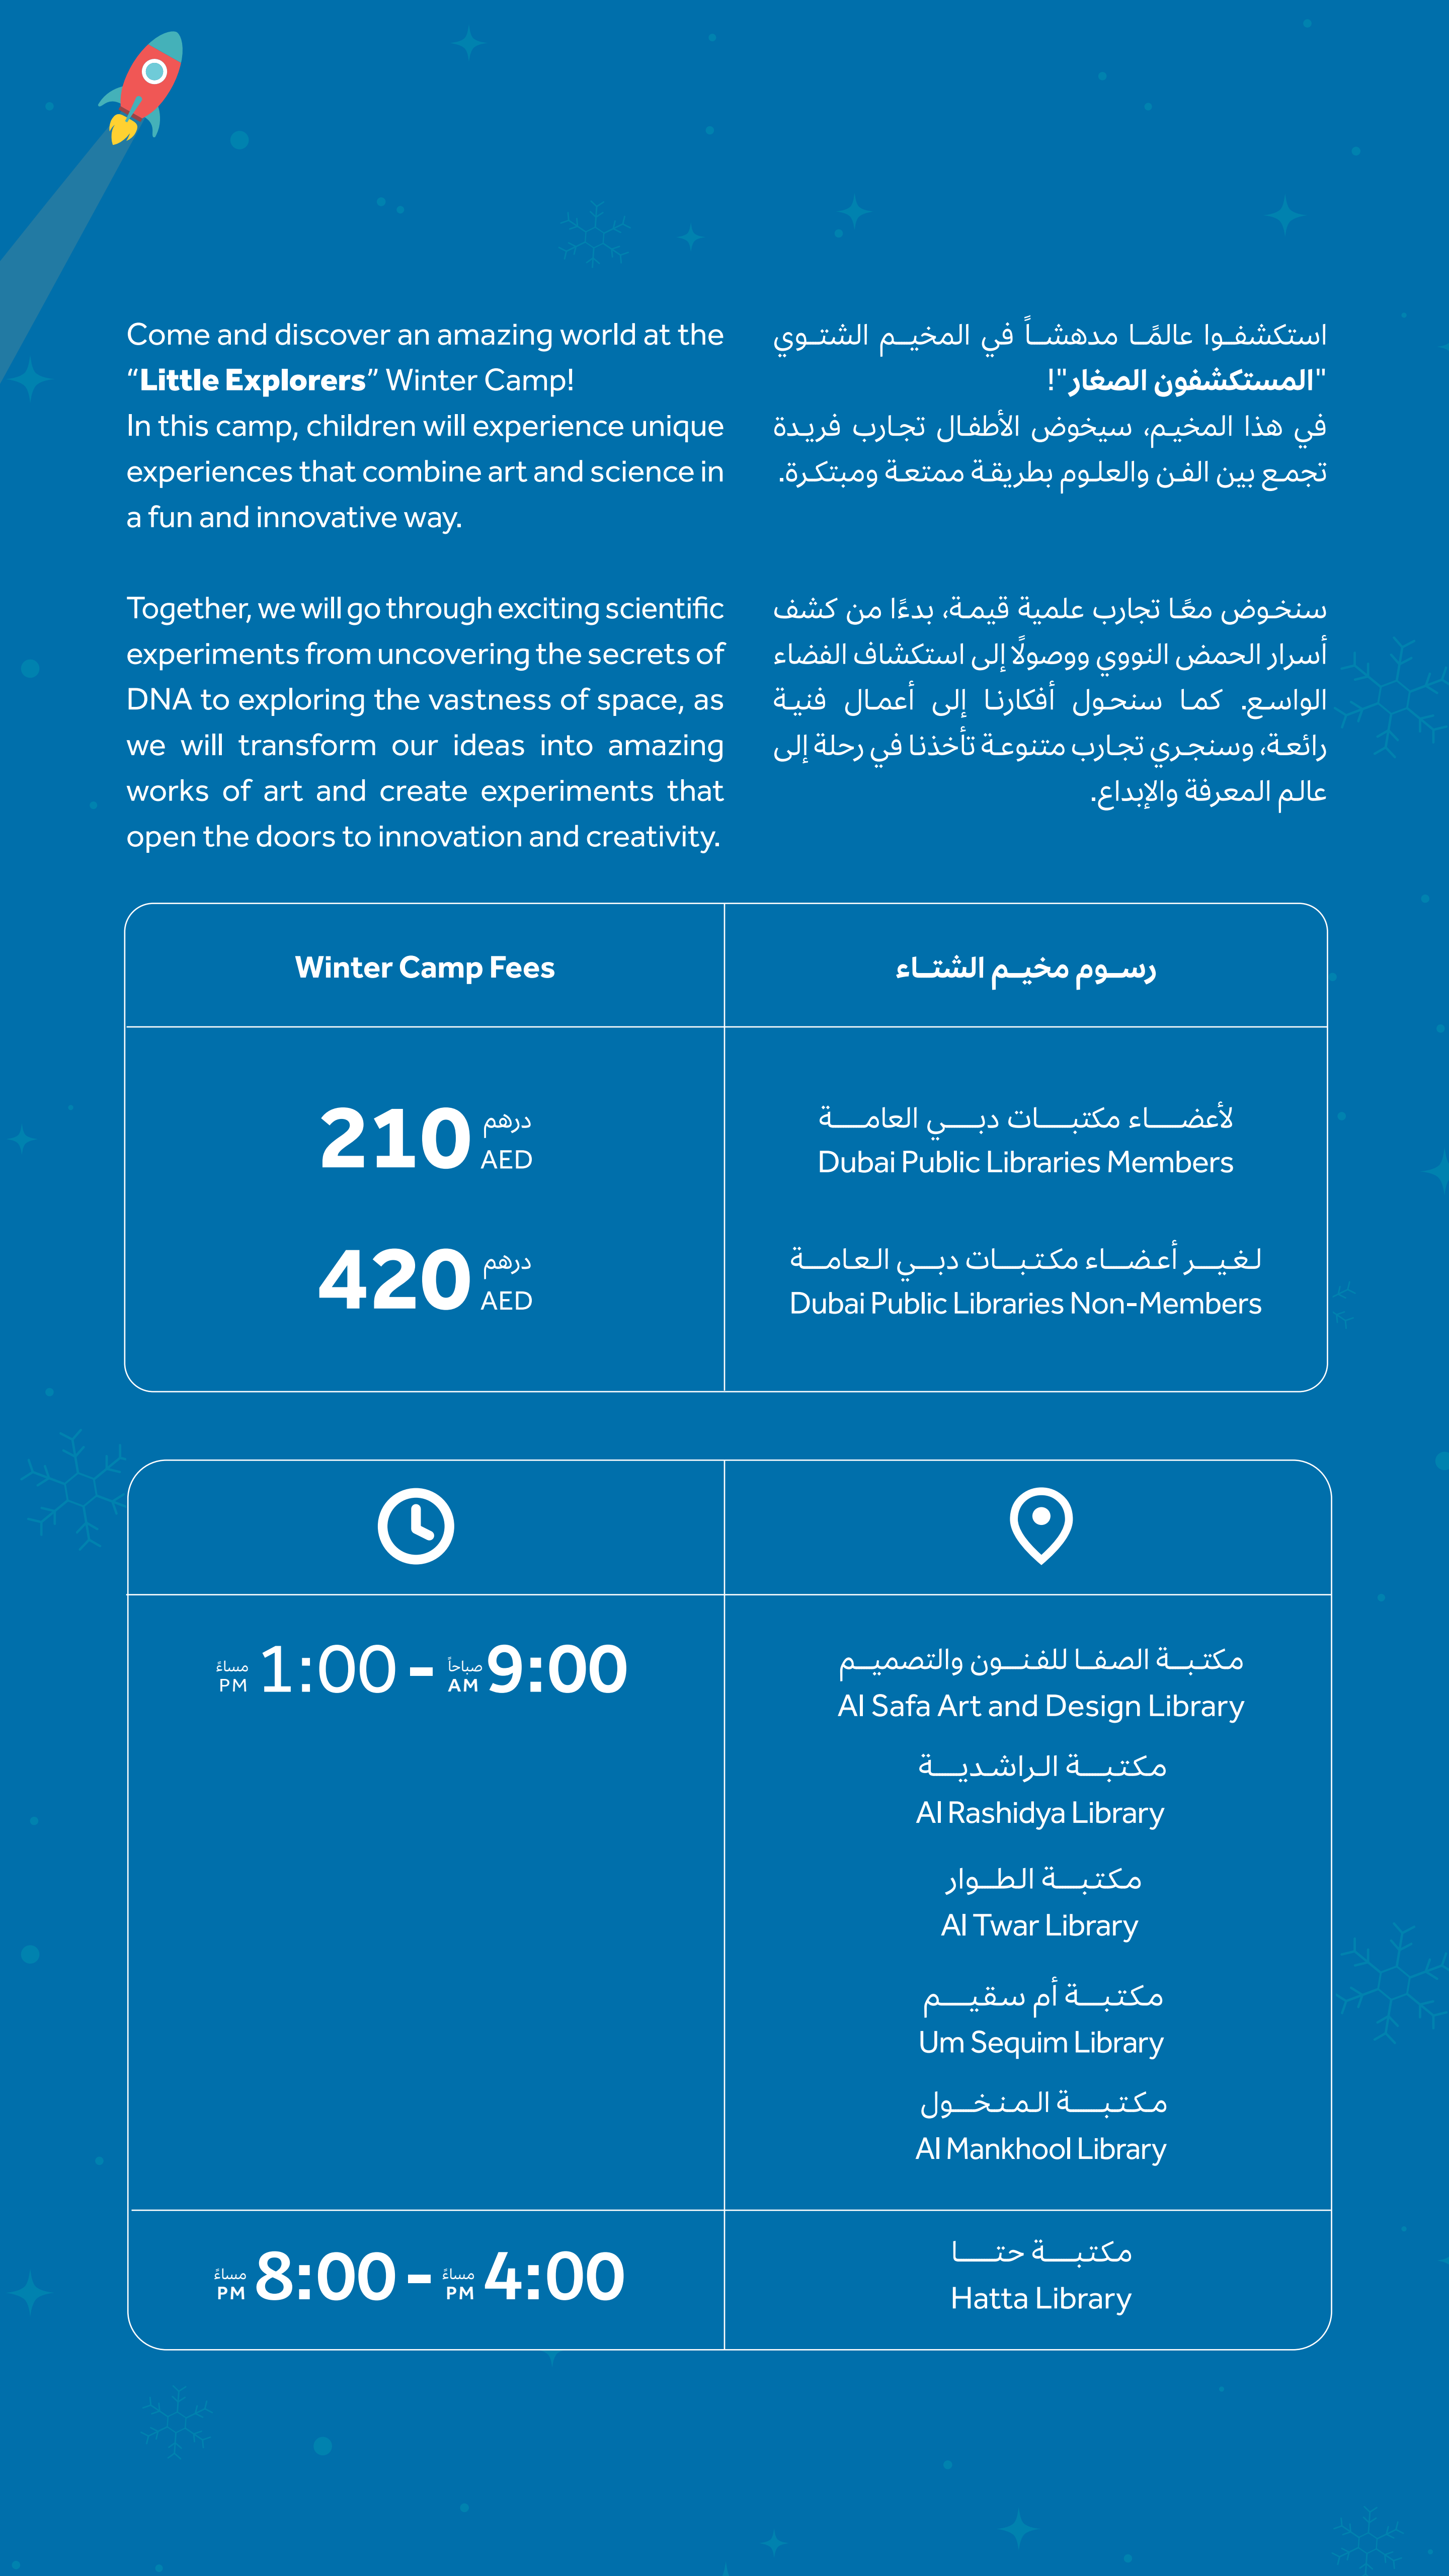 Come and discover an amazing world at the
“Little Explorers” Winter Camp!
In this camp, children will experience unique
experiences that combine art and science in
a fun and innovative way.
Together, we will go through exciting scientific
experiments from uncovering the secrets of
DNA to exploring the vastness of space, as
we will transform our ideas into amazing
works of art and create experiments that
open the doors to innovation and creativity.
استكشفوا عالمًا مدهشاً في المخيم الشتوي
"المستكشفون الصغار"!
في هذا المخيم، سيخوض الأطفال تجارب فريدة
تجمع بين الفن والعلوم بطريقة ممتعة ومبتكرة.
سنخوض معًا تجارب علمية قيمة، بدءًا من كشف
أسرار الحمض النووي ووصولًا إلى استكشاف الفضاء
الواسع. كما سنحول أفكارنا إلى أعمال فنية
رائعة، وسنجري تجارب متنوعة تأخذنا في رحلة إلى
عالم المعرفة والإبداع.
Winter Camp Fees
رسوم مخيم الشتاء
210 درهم
AED
لأعضاء مكتبات دبي العامة
Dubai Public Libraries Members
420 درهم
AED
لغير أعضاء مكتبات دبي العامة
Dubai Public Libraries Non-Members
9:00 صباحاً AM - 1:00 مساءً PM
مكتبة الصفا للفنون والتصميم
Al Safa Art and Design Library
مكتبة الراشدية
Al Rashidya Library
مكتبة الطوار
Al Twar Library
مكتبة أم سقيم
Um Sequim Library
مكتبة المنخول
Al Mankhool Library
4:00 مساءً PM - 8:00 مساءً PM
مكتبة حتا
Hatta Library